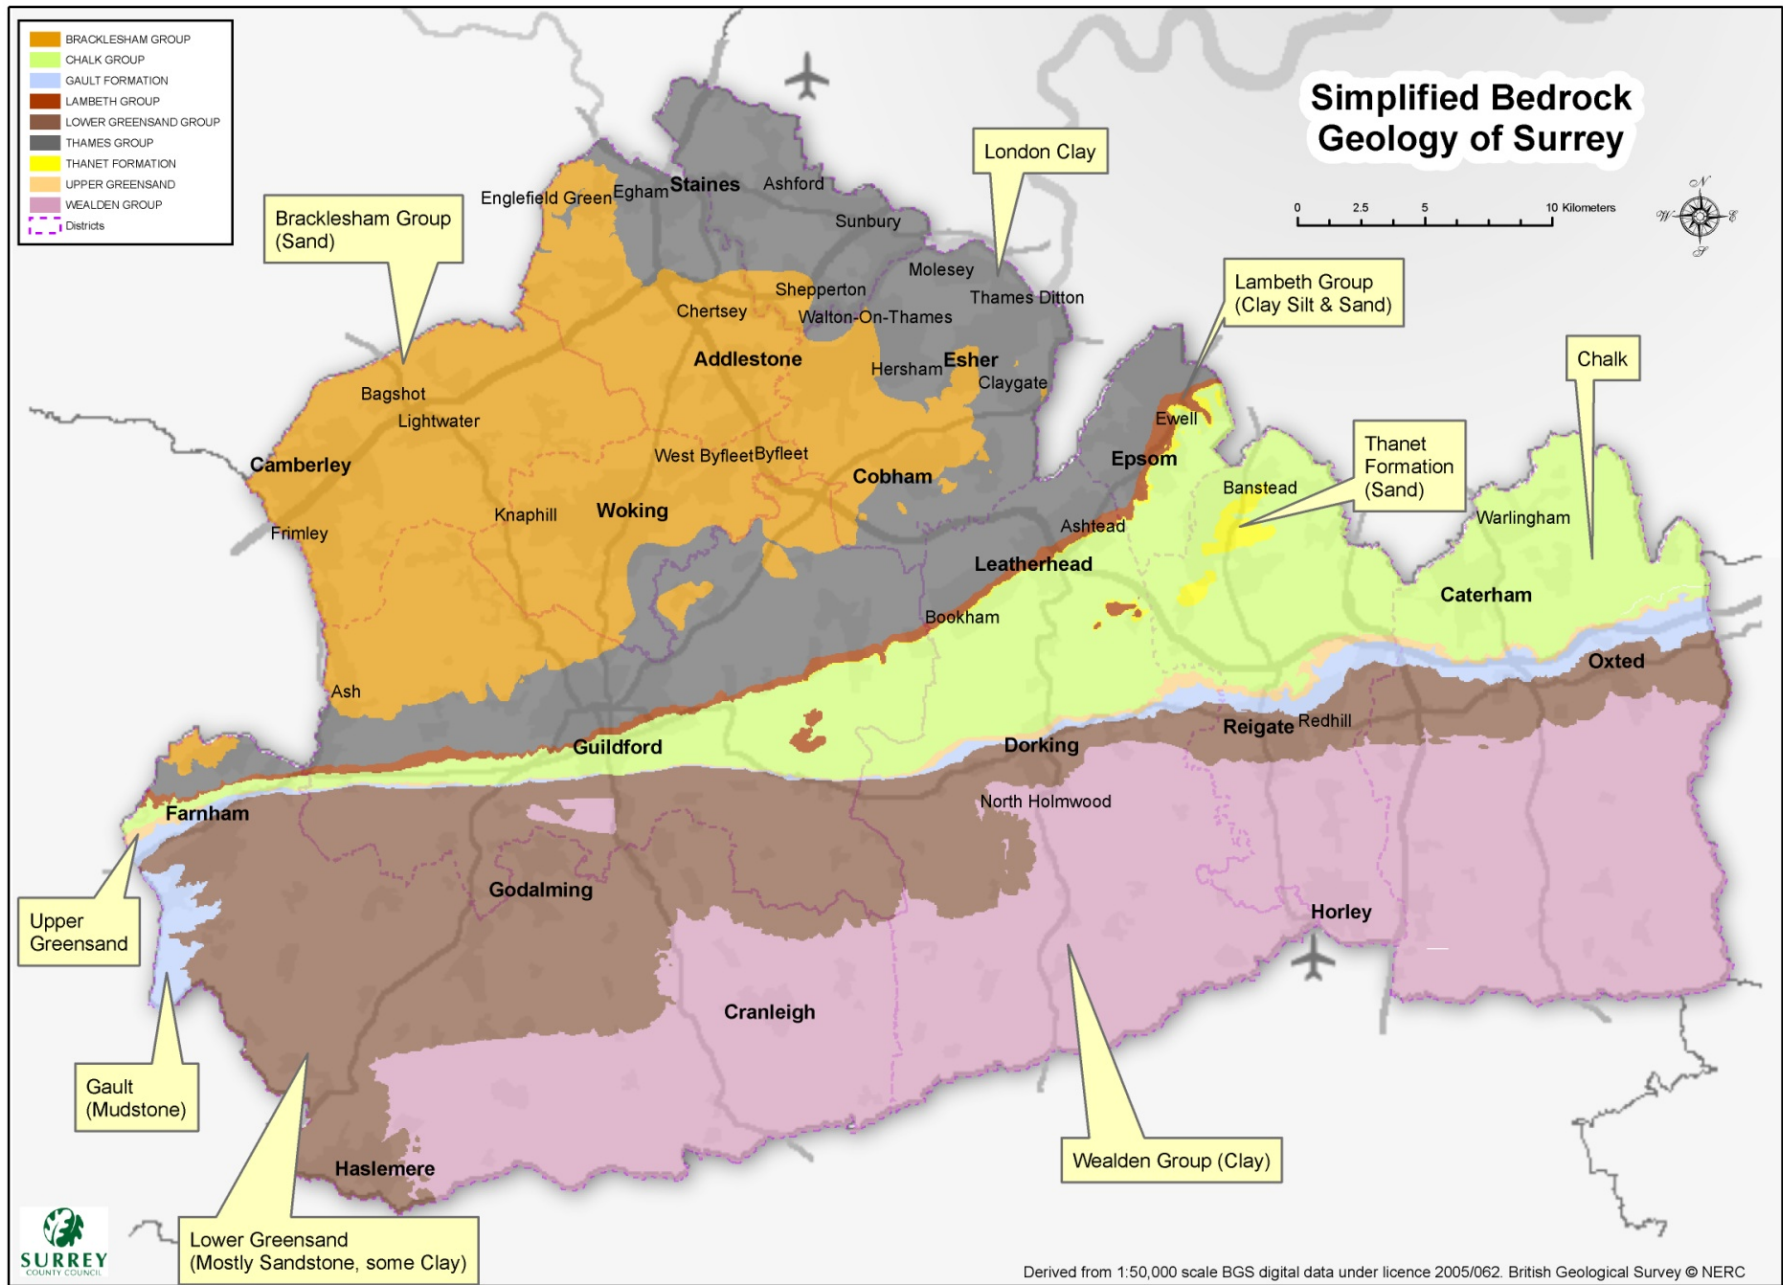 BRACKLESHAM GROUP
CHALK GROUP
GAULT FORMATION
LAMBETH GROUP
LOWER GREENSAND GROUP
THAMES GROUP
THANET FORMATION
UPPER GREENSAND
WEALDEN GROUP
Districts
Simplified Bedrock
Geology of Surrey
0 2.5 5 10 Kilometers
N
W E
S
London Clay
Bracklesham Group
(Sand)
Lambeth Group
(Clay Silt & Sand)
Chalk
Thanet
Formation
(Sand)
Englefield Green
Egham
Staines
Ashford
Sunbury
Molesey
Thames Ditton
Shepperton
Chertsey
Walton-On-Thames
Addlestone
Hersham
Esher
Claygate
Bagshot
Lightwater
Ewell
Camberley
West Byfleet
Byfleet
Cobham
Epsom
Banstead
Frimley
Knaphill
Woking
Ashtead
Warlingham
Leatherhead
Caterham
Bookham
Oxted
Ash
Guildford
Dorking
Reigate
Redhill
Farnham
North Holmwood
Godalming
Horley
Cranleigh
Haslemere
Upper
Greensand
Gault
(Mudstone)
Wealden Group (Clay)
Lower Greensand
(Mostly Sandstone, some Clay)
SURREY
COUNTY COUNCIL
Derived from 1:50,000 scale BGS digital data under licence 2005/062. British Geological Survey © NERC